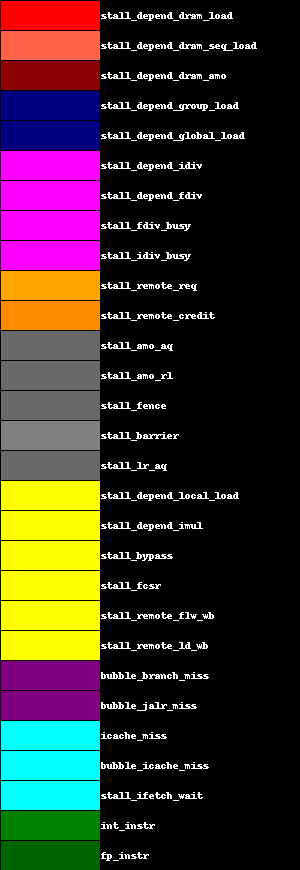 stall_depend_dram_load
stall_depend_dram_seq_load
stall_depend_dram_amo
stall_depend_group_load
stall_depend_global_load
stall_depend_idiv
stall_depend_fdiv
stall_fdiv_busy
stall_idiv_busy
stall_remote_req
stall_remote_credit
stall_amo_aq
stall_amo_rl
stall_fence
stall_barrier
stall_lr_aq
stall_depend_local_load
stall_depend_imul
stall_bypass
stall_fcsr
stall_remote_flw_wb
stall_remote_ld_wb
bubble_branch_miss
bubble_jalr_miss
icache_miss
bubble_icache_miss
stall_ifetch_wait
int_instr
fp_instr